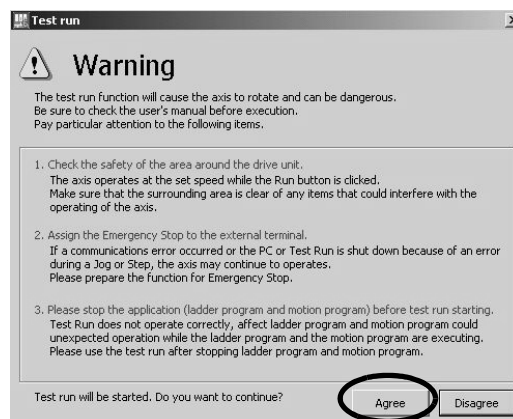 Test run
Warning
The test run function will cause the axis to rotate and can be dangerous.
Be sure to check the user's manual before execution.
Pay particular attention to the following items.
1. Check the safety of the area around the drive unit.
The axis operates at the set speed while the Run button is clicked.
Make sure that the surrounding area is clear of any items that could interfere with the
operating of the axis.
2. Assign the Emergency Stop to the external terminal.
If a communications error occurred or the PC or Test Run is shut down because of an error
during a Jog or Step, the axis may continue to operates.
Please prepare the function for Emergency Stop.
3. Please stop the application (ladder program and motion program) before test run starting.
Test Run does not operate correctly, affect ladder program and motion program could
unexpected operation while the ladder program and the motion program are executing.
Please use the test run after stopping ladder program and motion program.
Test run will be started. Do you want to continue?
Agree
Disagree